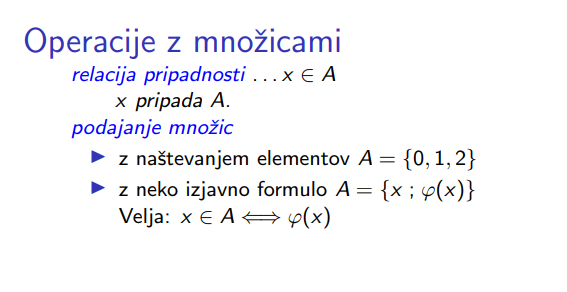 Operacije z množicami
relacija pripadnosti ... x ∈ A
x pripada A.
podajanje množic
▶ z naštevanjem elementov A = {0, 1, 2}
▶ z neko izjavno formulo A = {x ; φ(x)}
Velja: x ∈ A ⟺ φ(x)